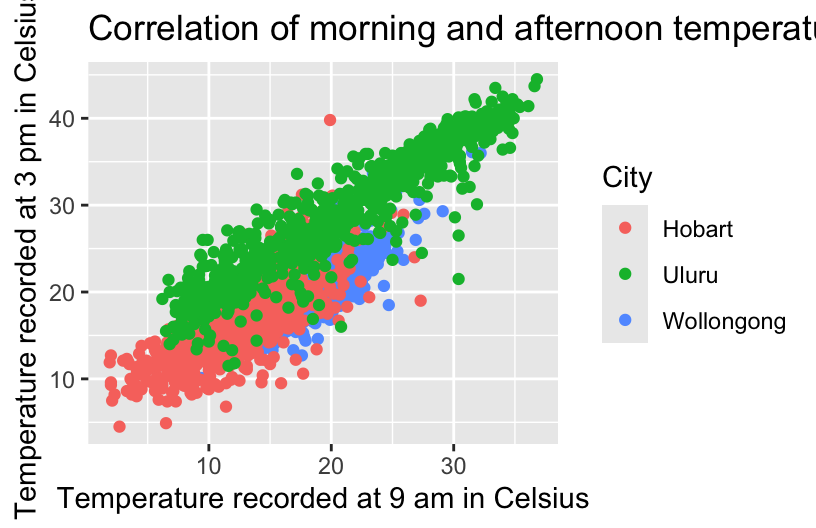 Correlation of morning and afternoon temperatu
Temperature recorded at 3 pm in Celsius
40
30
20
10
10 20 30
Temperature recorded at 9 am in Celsius
City
Hobart
Uluru
Wollongong